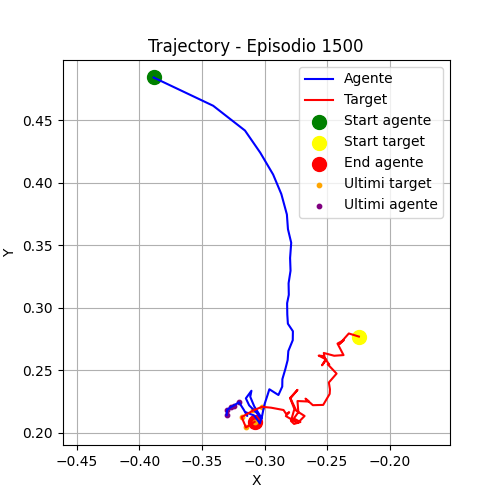 Trajectory - Episodio 1500
Agente
Target
Start agente
Start target
End agente
Ultimi target
Ultimi agente
Y
0.45
0.40
0.35
0.30
0.25
0.20
−0.45
−0.40
−0.35
−0.30
−0.25
−0.20
X